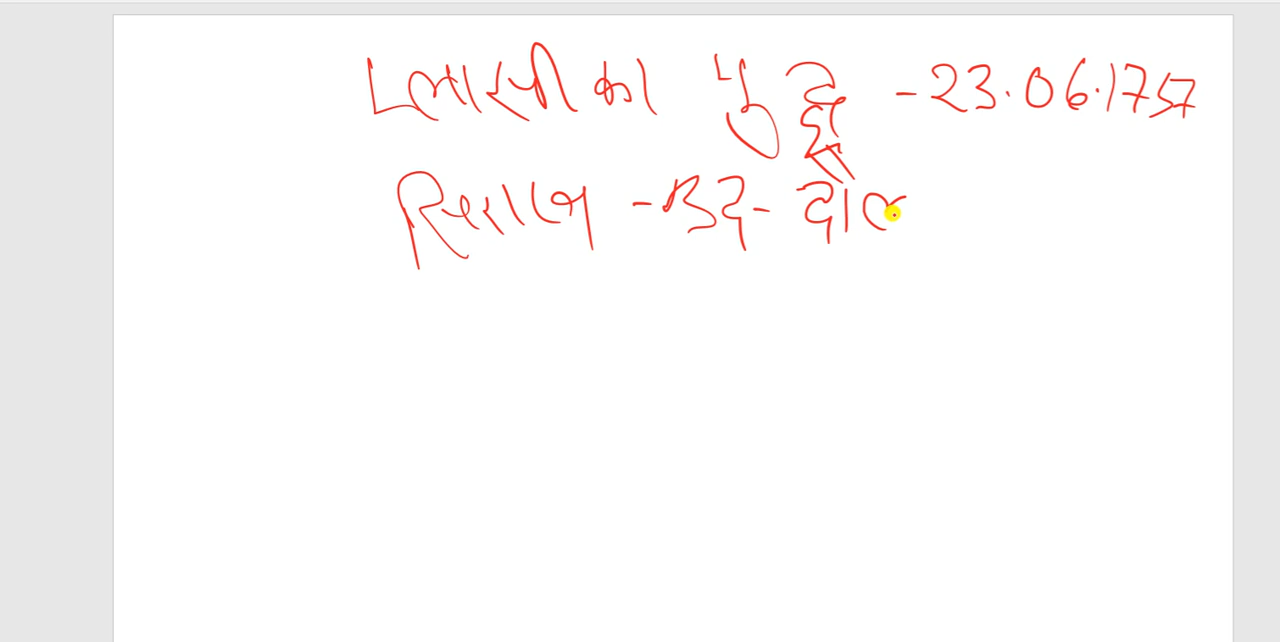 प्लासी का युद्ध - 23.06.1757
सिराज - उद - दौल